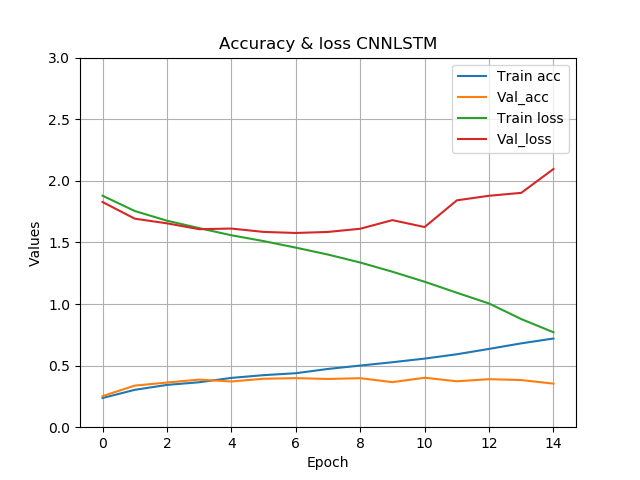 Accuracy & loss CNNLSTM
Train acc
Val_acc
Train loss
Val_loss
3.0
2.5
2.0
1.5
1.0
0.5
0.0
Values
0 2 4 6 8 10 12 14
Epoch